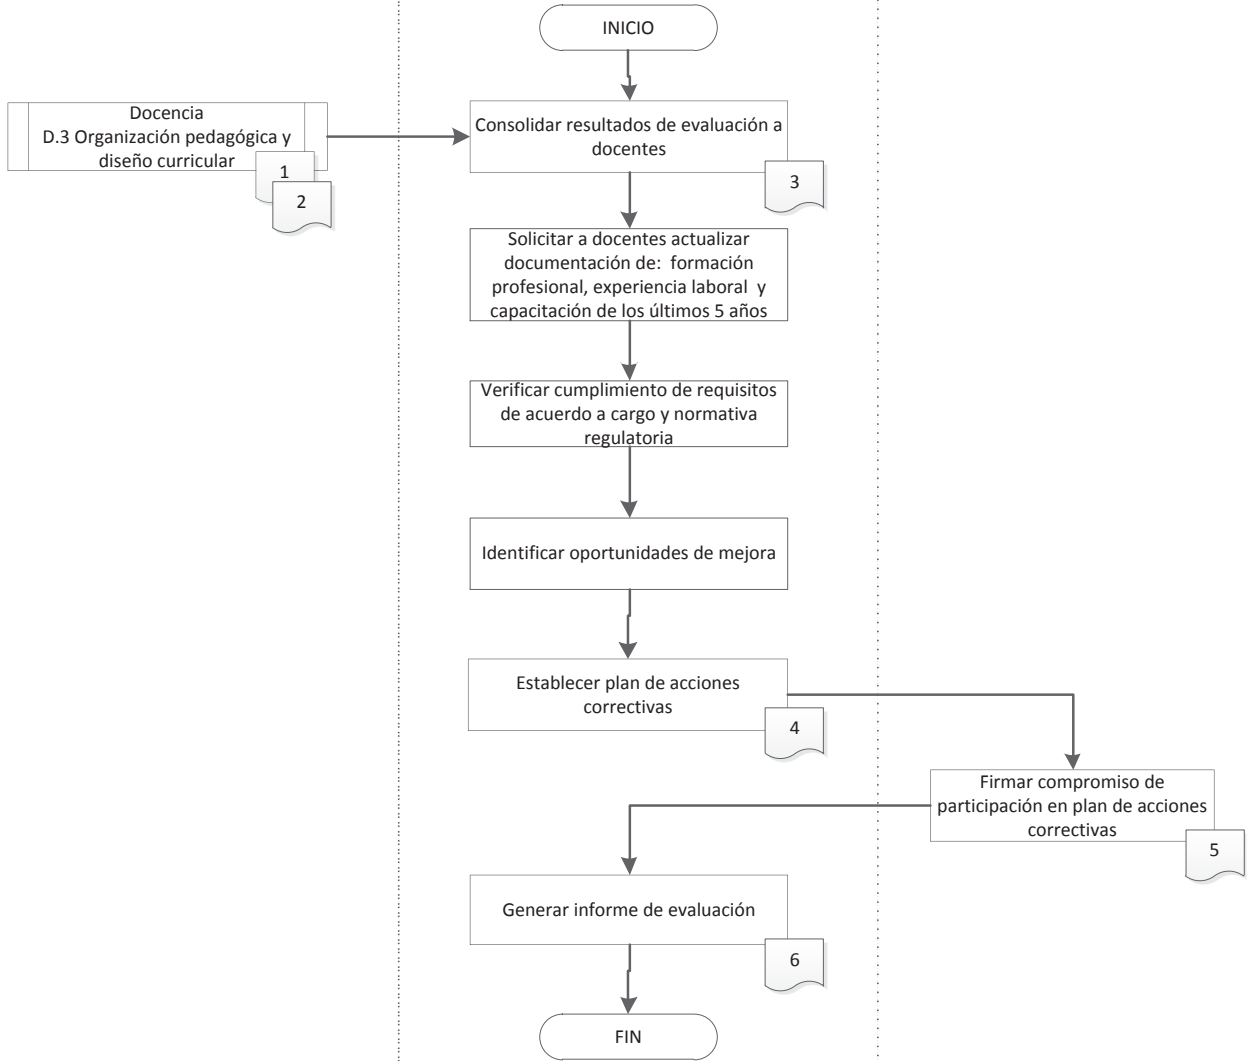 INICIO
Docencia
D.3 Organización pedagógica y
diseño curricular
1
2
Consolidar resultados de evaluación a
docentes
3
Solicitar a docentes actualizar
documentación de: formación
profesional, experiencia laboral y
capacitación de los últimos 5 años
Verificar cumplimiento de requisitos
de acuerdo a cargo y normativa
regulatoria
Identificar oportunidades de mejora
Establecer plan de acciones
correctivas
4
Firmar compromiso de
participación en plan de acciones
correctivas
5
Generar informe de evaluación
6
FIN